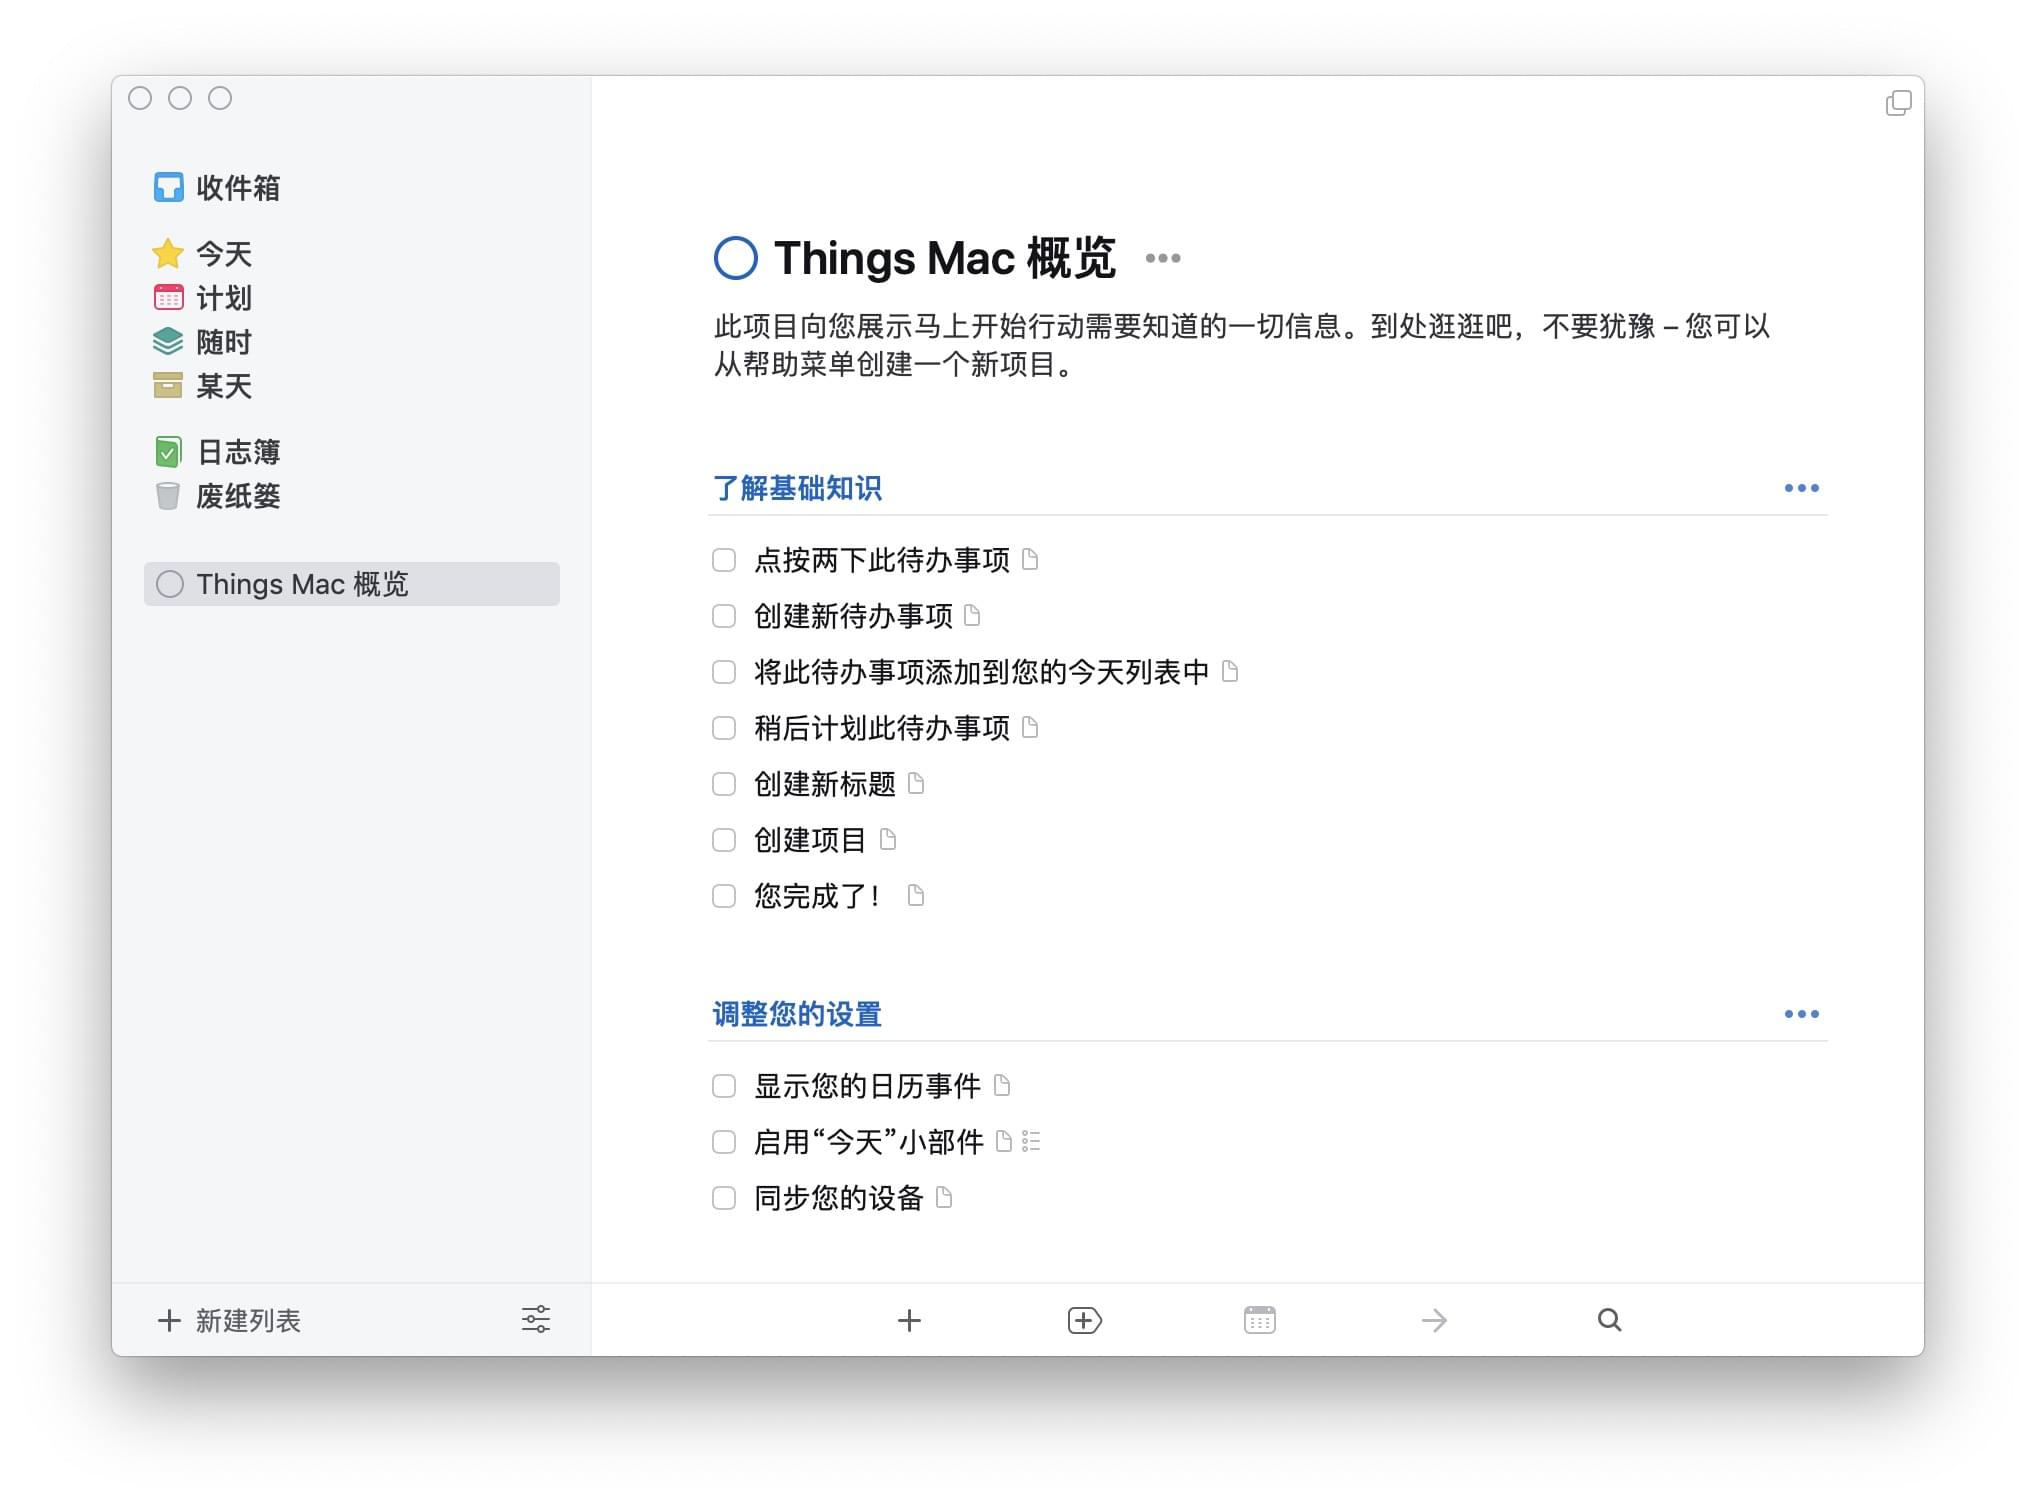 收件箱
今天
计划
随时
某天
日志簿
废纸篓
Things Mac 概览
新建列表
Things Mac 概览
此项目向您展示马上开始行动需要知道的一切信息。到处逛逛吧，不要犹豫 – 您可以
从帮助菜单创建一个新项目。
了解基础知识
点按两下此待办事项
创建新待办事项
将此待办事项添加到您的今天列表中
稍后计划此待办事项
创建新标题
创建项目
您完成了！
调整您的设置
显示您的日历事件
启用“今天”小部件
同步您的设备